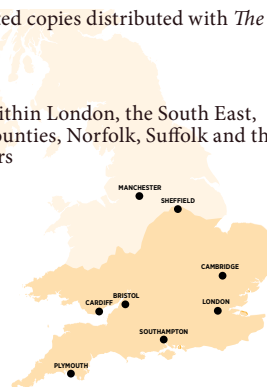 ted copies distributed with The
ithin London, the South East,
ounties, Norfolk, Suffolk and th
rs
MANCHESTER
SHEFFIELD
CAMBRIDGE
BRISTOL
CARDIFF
LONDON
SOUTHAMPTON
PLYMOUTH